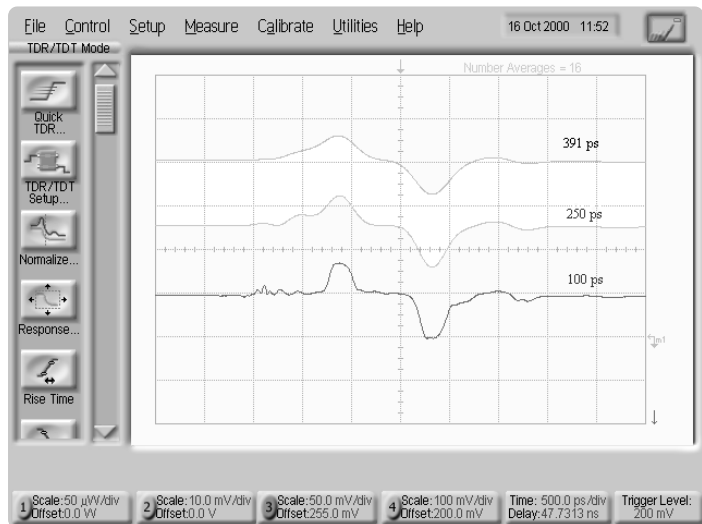 File Control Setup Measure Calibrate Utilities Help 16 Oct 2000 11:52
TDR/TDT Mode
Number Averages = 16
Quick
TDR...
TDR/TDT
Setup...
Normalize...
Response...
Rise Time
391 ps
250 ps
100 ps
m1
1 Scale:50 µW/div
Offset:0.0 W
2 Scale:10.0 mV/div
Offset:0.0 V
3 Scale:50.0 mV/div
Offset:255.0 mV
4 Scale:100 mV/div
Offset:200.0 mV
Time: 500.0 ps/div
Delay:47.7313 ns
Trigger Level:
200 mV